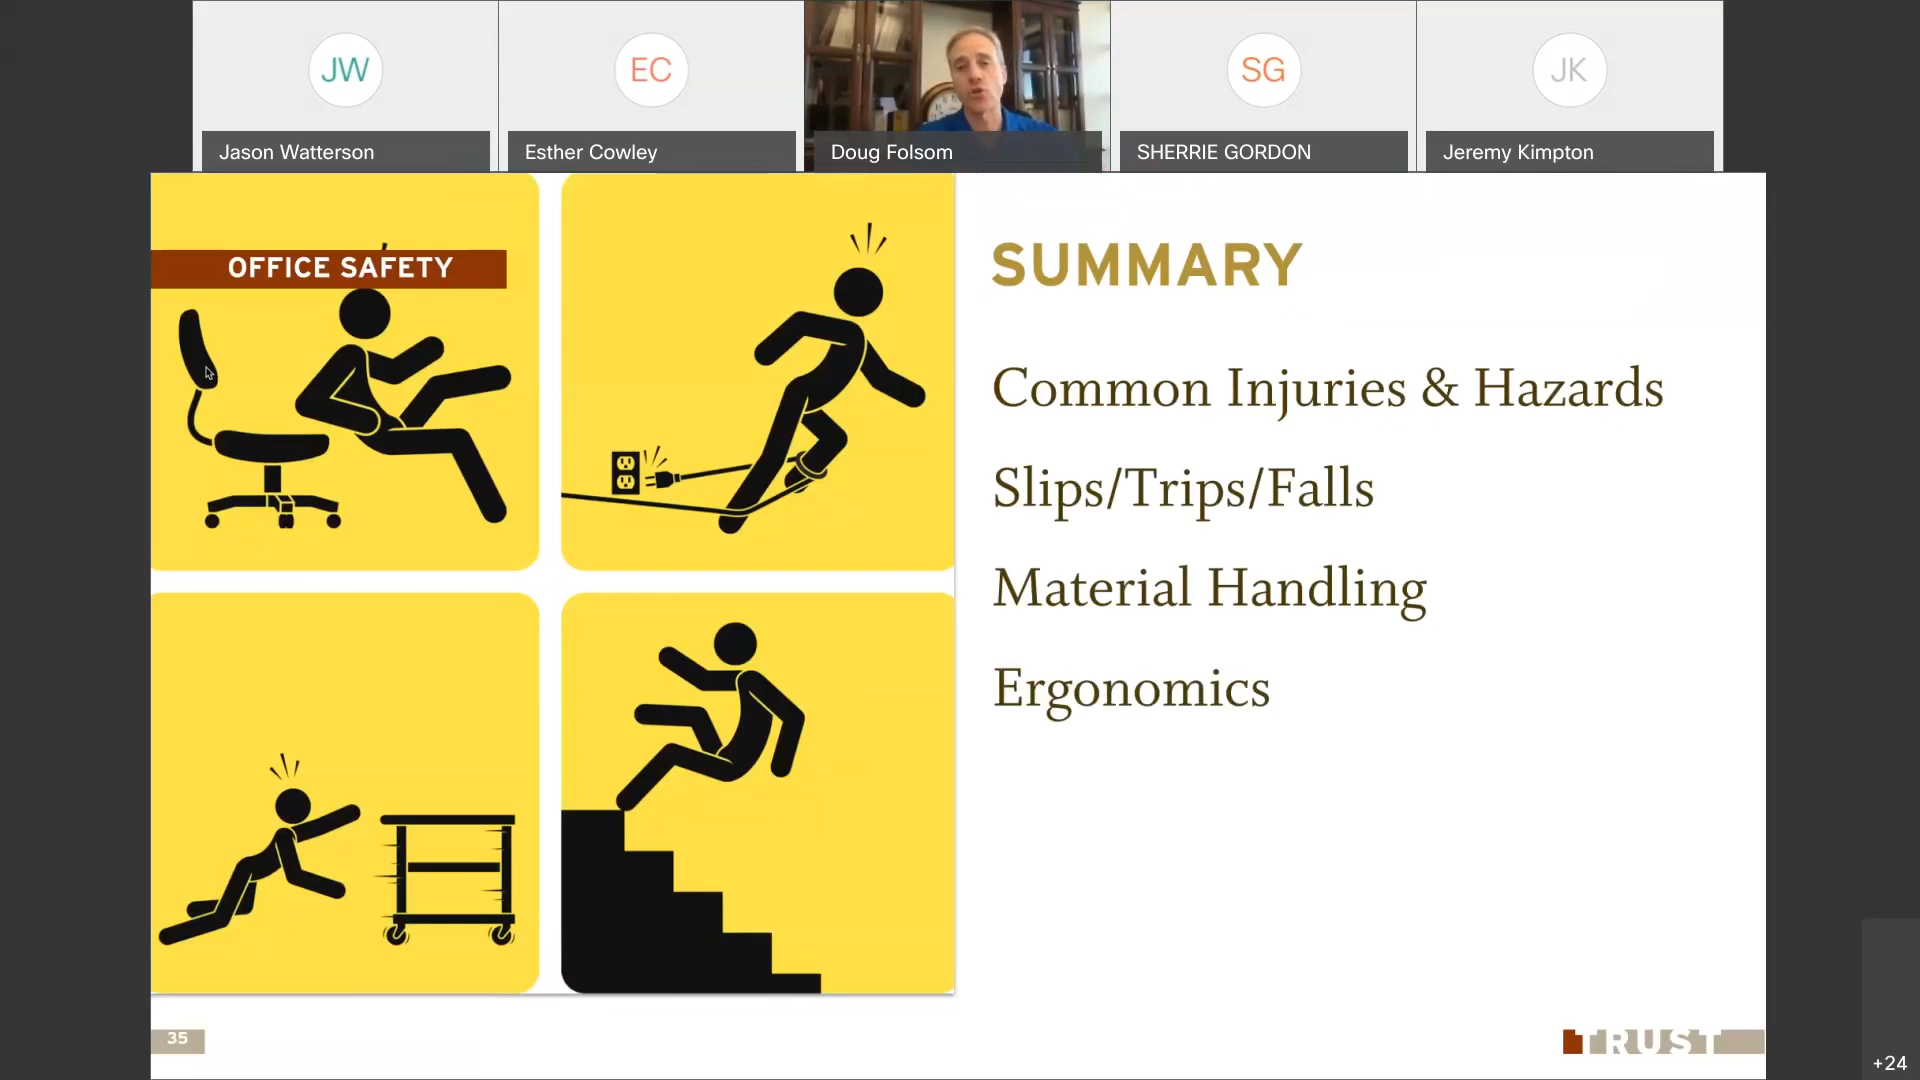 JW
EC
SG
JK
Jason Watterson
Esther Cowley
Doug Folsom
SHERRIE GORDON
Jeremy Kimpton
OFFICE SAFETY
SUMMARY
Common Injuries & Hazards
Slips/Trips/Falls
Material Handling
Ergonomics
35
TRUST
+24